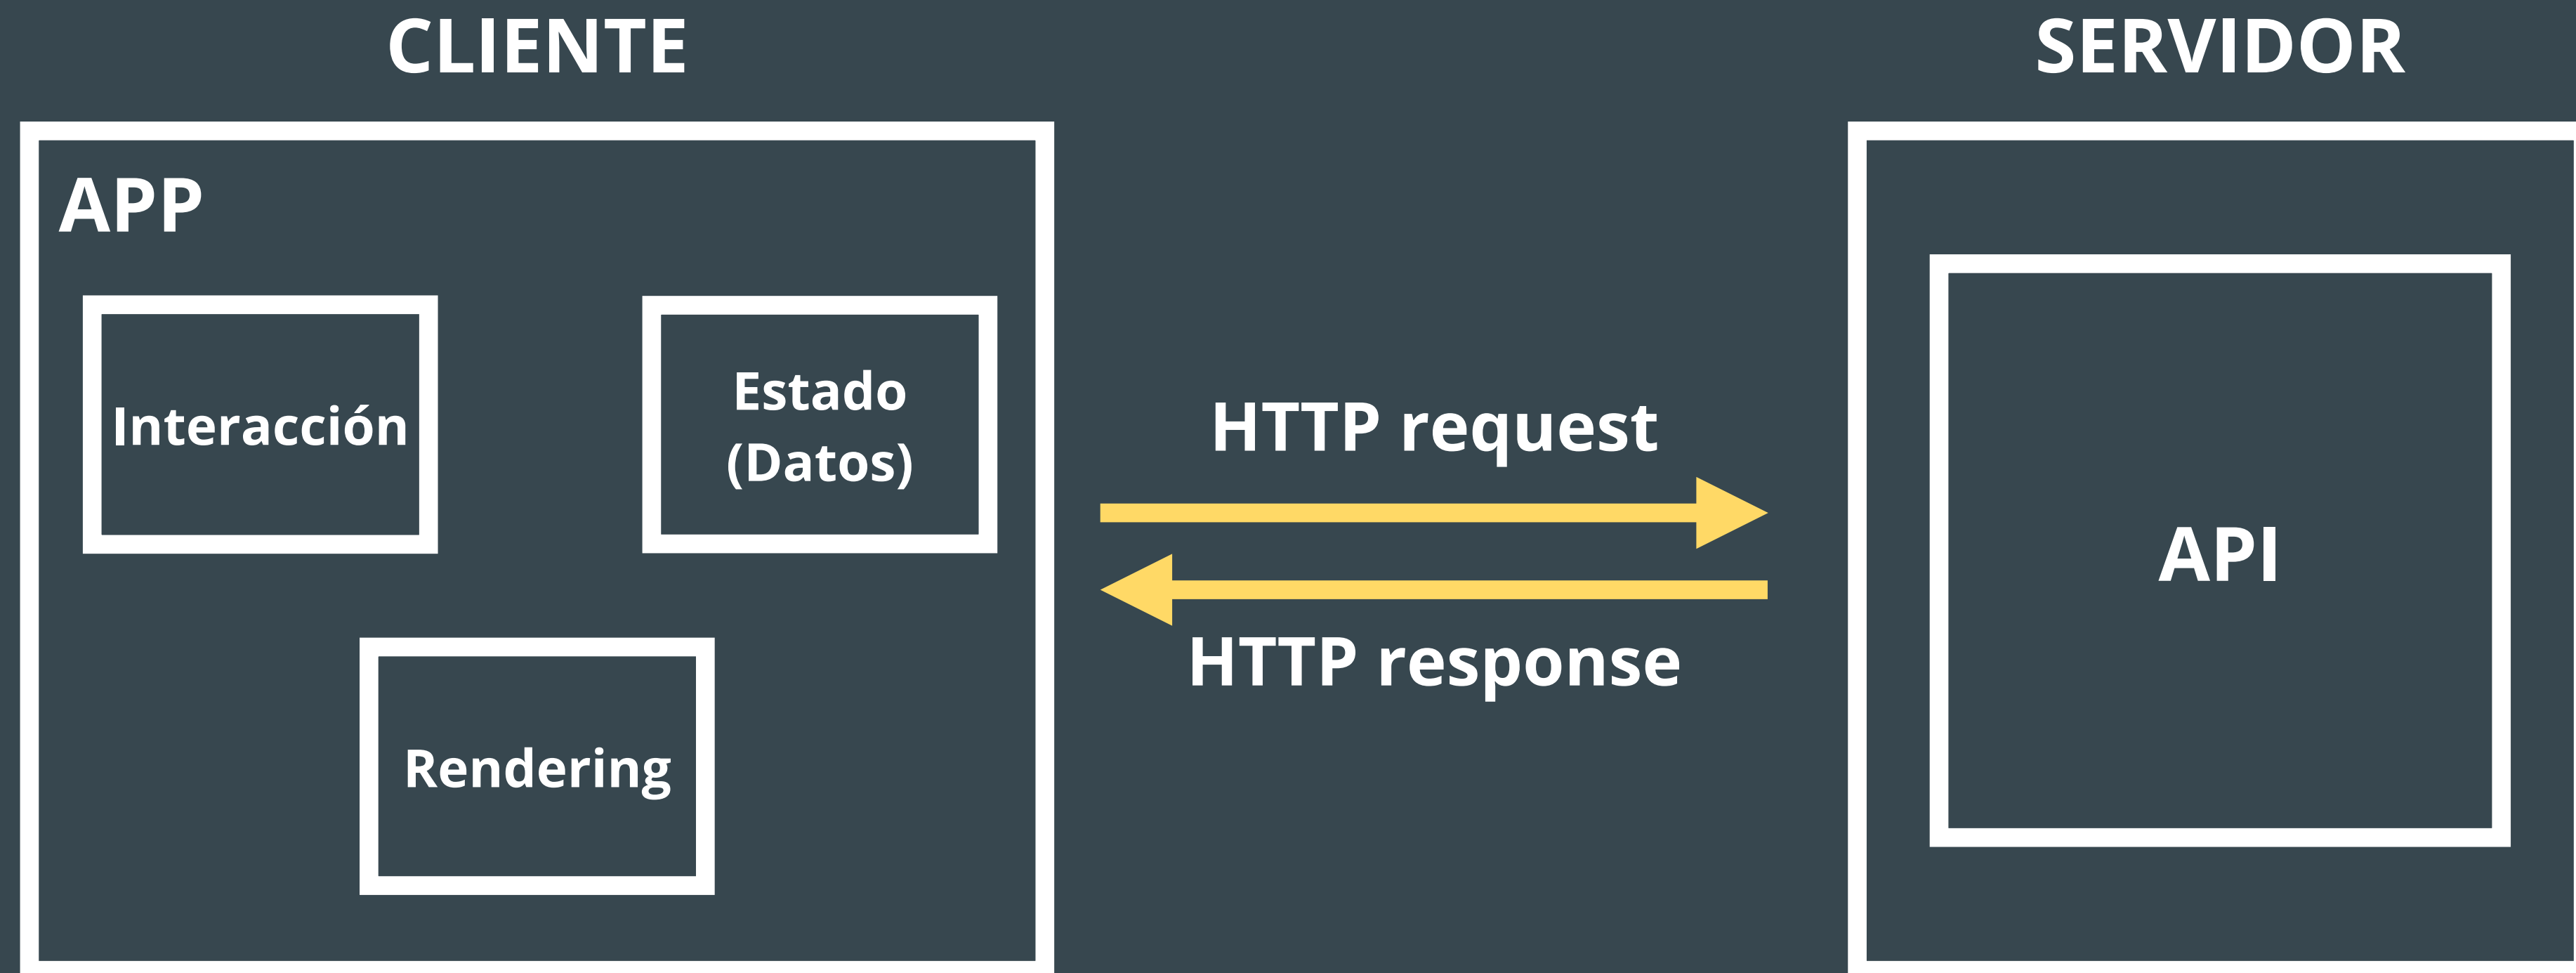 CLIENTE
SERVIDOR
APP
Interacción
Estado
(Datos)
Rendering
HTTP request
HTTP response
API